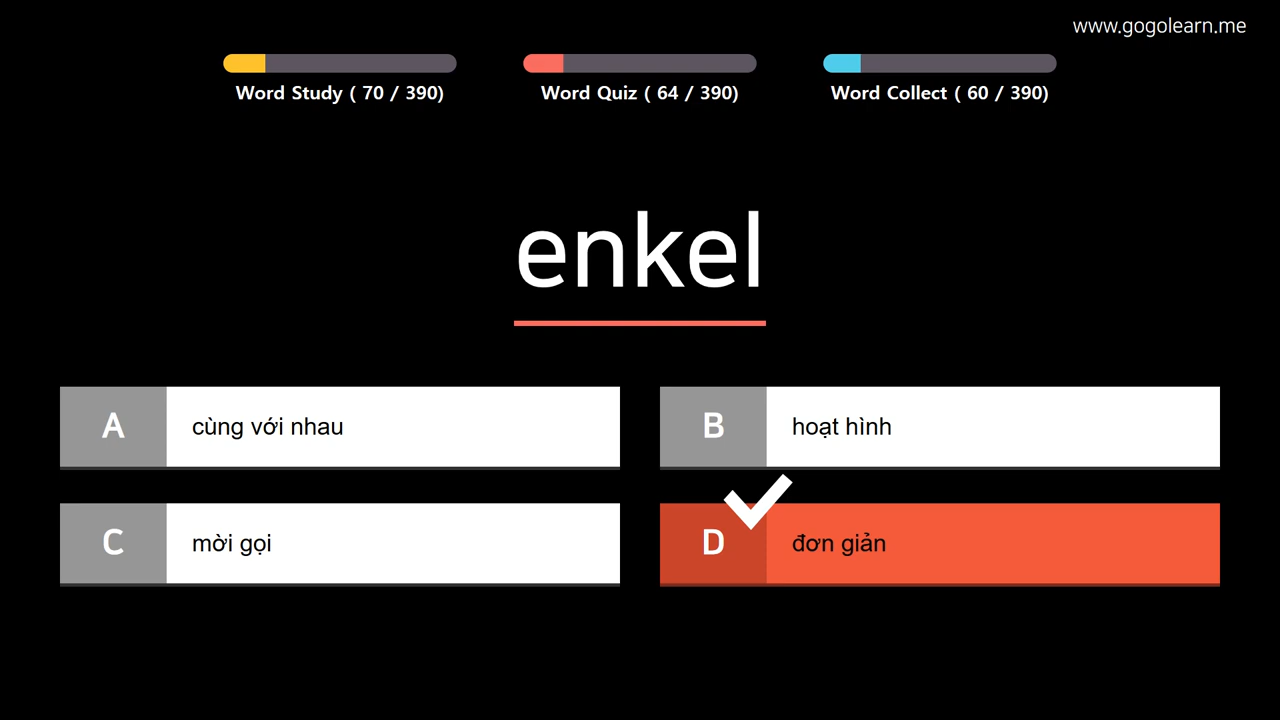 www.gogolearn.me
Word Study ( 70 / 390)
Word Quiz ( 64 / 390)
Word Collect ( 60 / 390)
enkel
A cùng với nhau
B hoạt hình
C mời gọi
D đơn giản